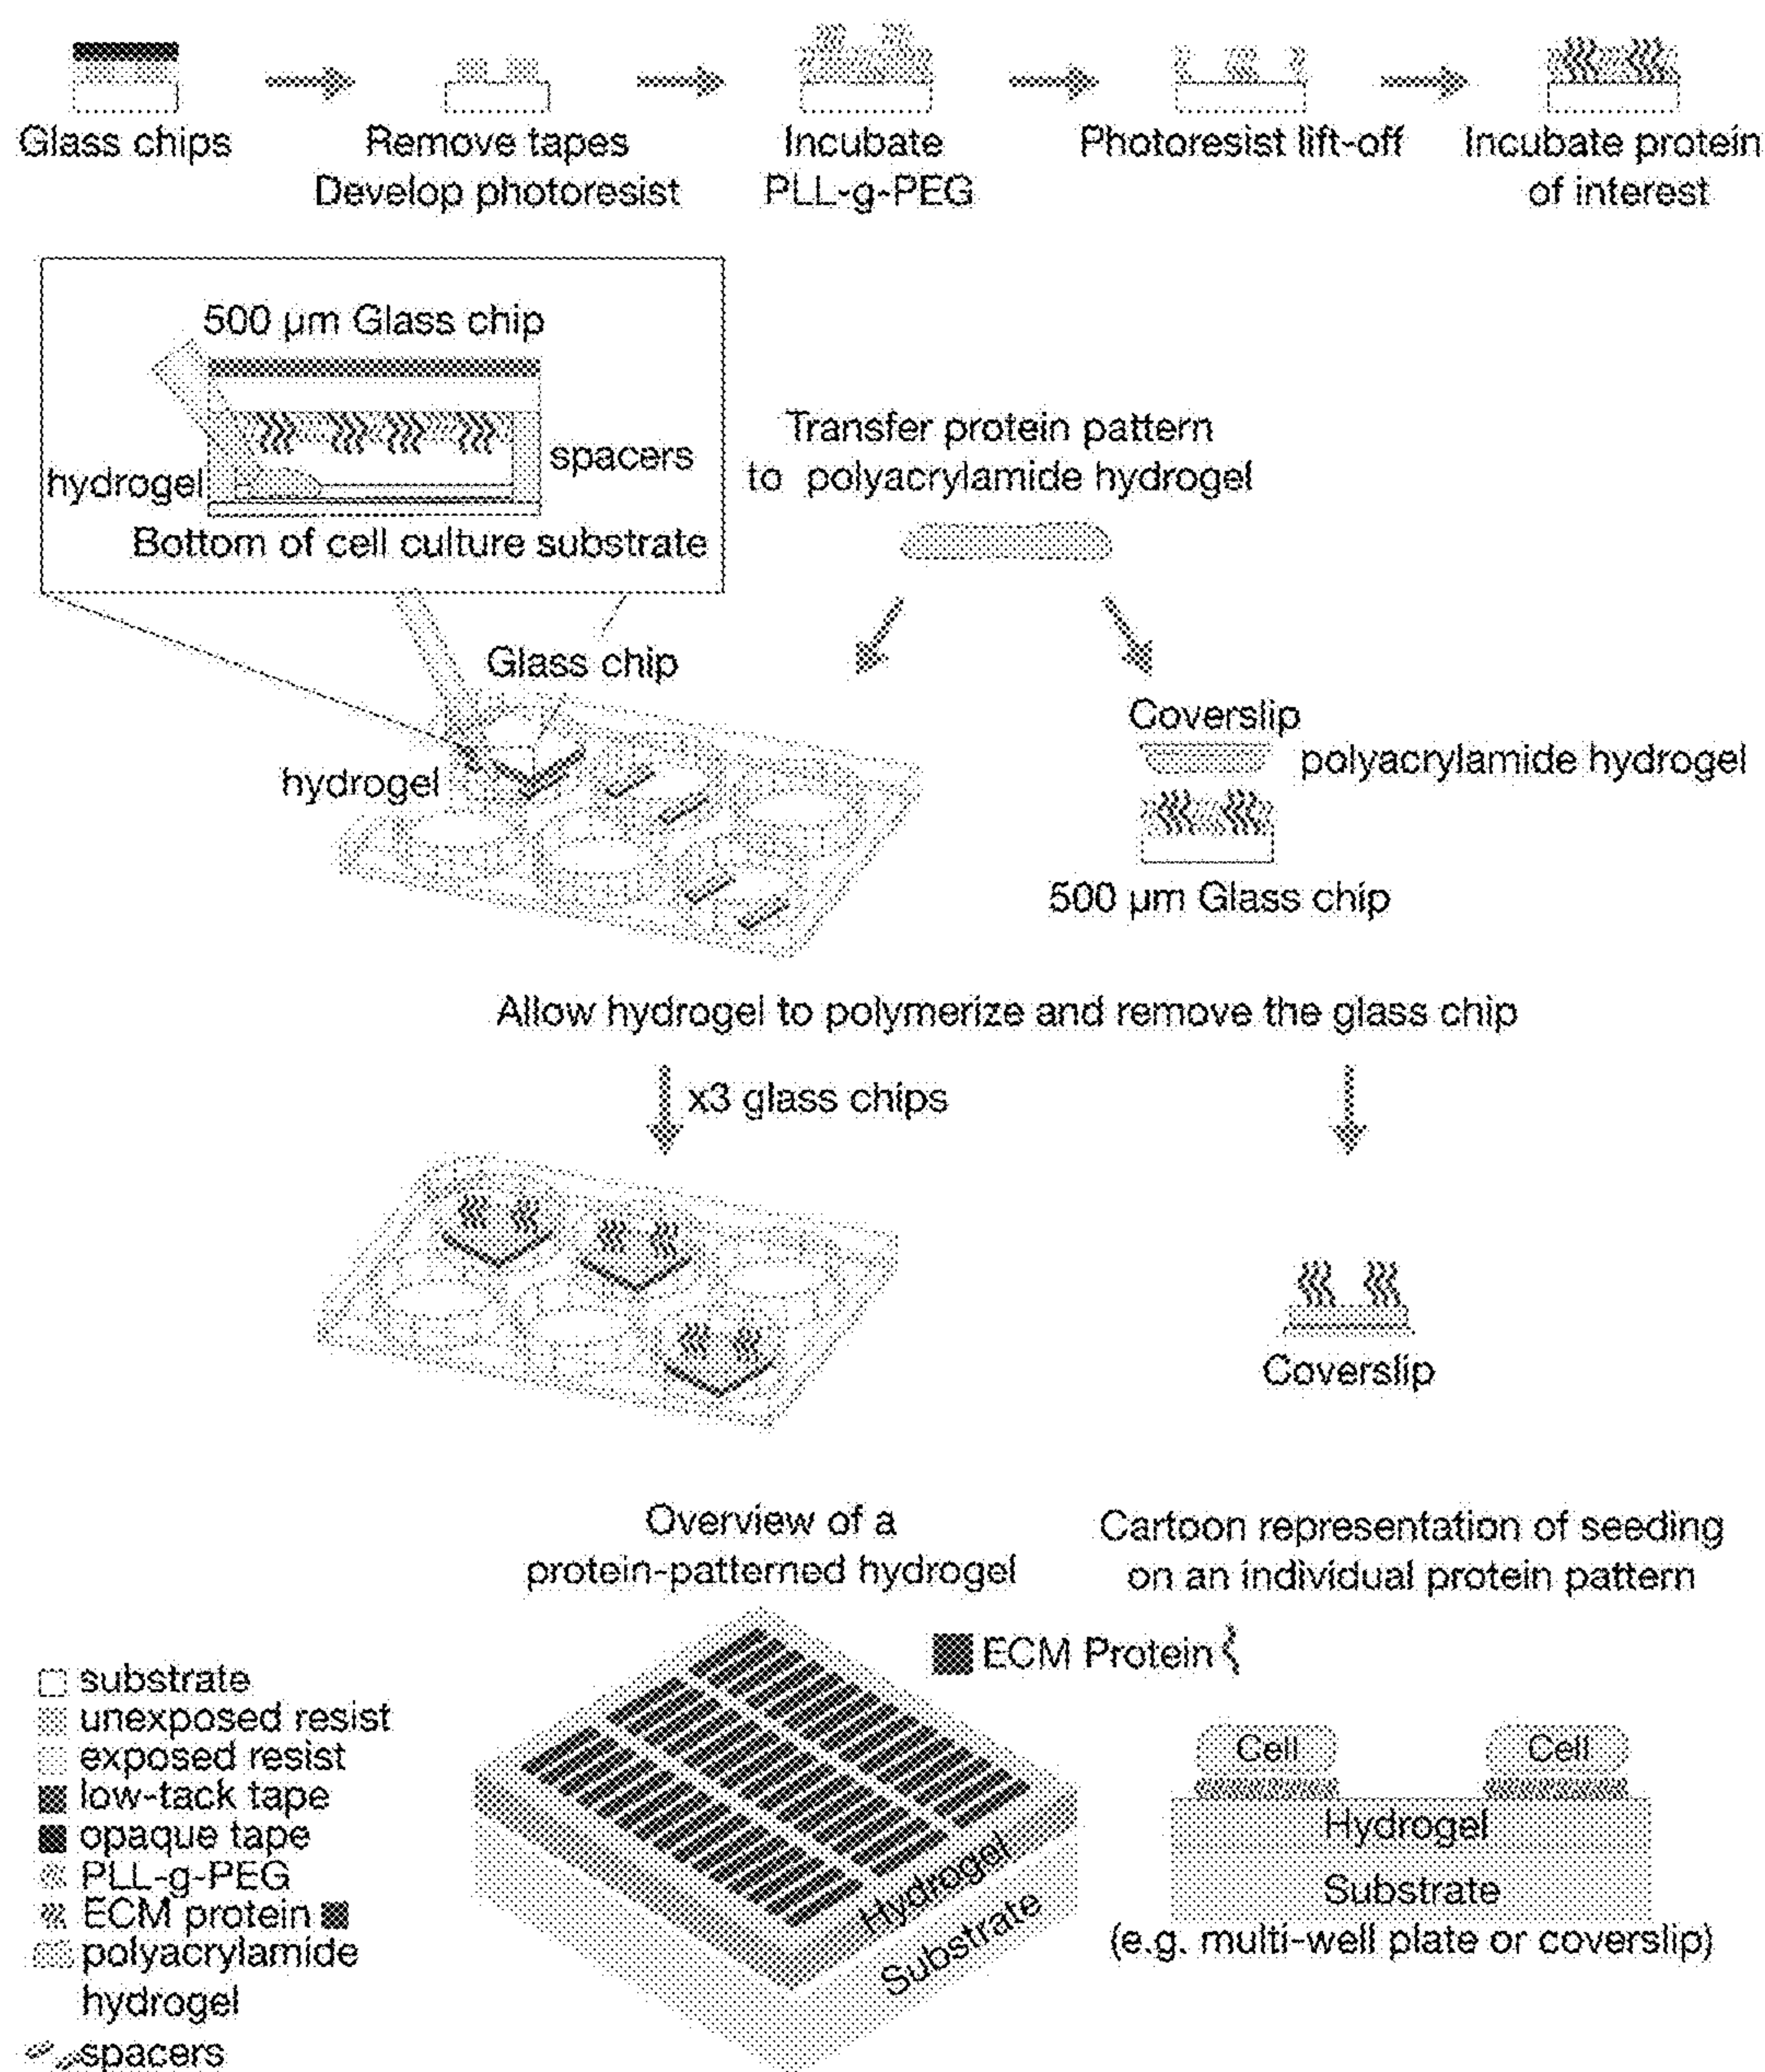 Glass chips
Remove tapes
Develop photoresist
Incubate
PLL-g-PEG
Photoresist lift-off
Incubate protein
of interest
500 µm Glass chip
hydrogel
spacers
Bottom of cell culture substrate
Transfer protein pattern
to polyacrylamide hydrogel
Glass chip
hydrogel
Coverslip
polyacrylamide hydrogel
500 µm Glass chip
Allow hydrogel to polymerize and remove the glass chip
x3 glass chips
Coverslip
Overview of a
protein-patterned hydrogel
Cartoon representation of seeding
on an individual protein pattern
ECM Protein
substrate
unexposed resist
exposed resist
low-tack tape
opaque tape
PLL-g-PEG
ECM protein
polyacrylamide
hydrogel
spacers
Hydrogel
Substrate
Cell
Cell
Hydrogel
Substrate
(e.g. multi-well plate or coverslip)